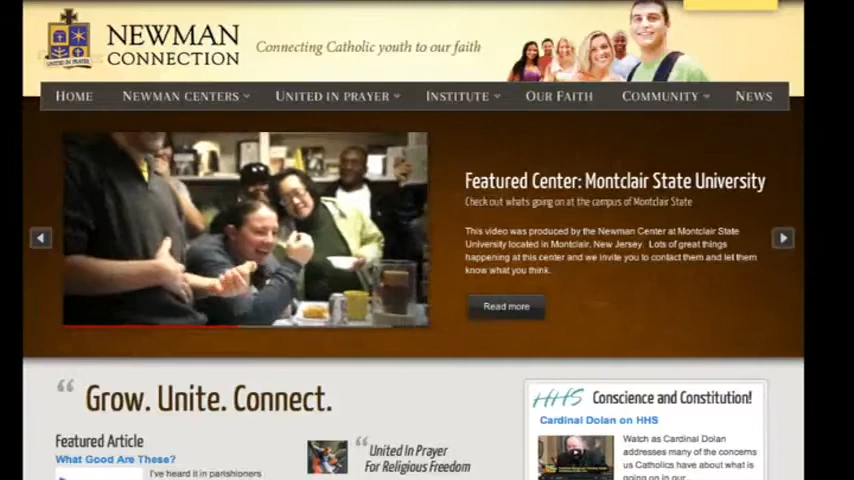 NEWMAN
CONNECTION
Connecting Catholic youth to our faith
UNITED IN PRAYER
HOME NEWMAN CENTERS UNITED IN PRAYER INSTITUTE OUR FAITH COMMUNITY NEWS
Featured Center: Montclair State University
Check out whats going on at the campus of Montclair State
This video was produced by the Newman Center at Montclair State
University located in Montclair, New Jersey. Lots of great things
happening at this center and we invite you to contact them and let them
know what you think.
Read more
“ Grow. Unite. Connect.
Featured Article
What Good Are These?
I've heard it in parishioners
“ United In Prayer
For Religious Freedom
HHS Conscience and Constitution!
Cardinal Dolan on HHS
Watch as Cardinal Dolan
addresses many of the concerns
us Catholics have about what is
going on in our...